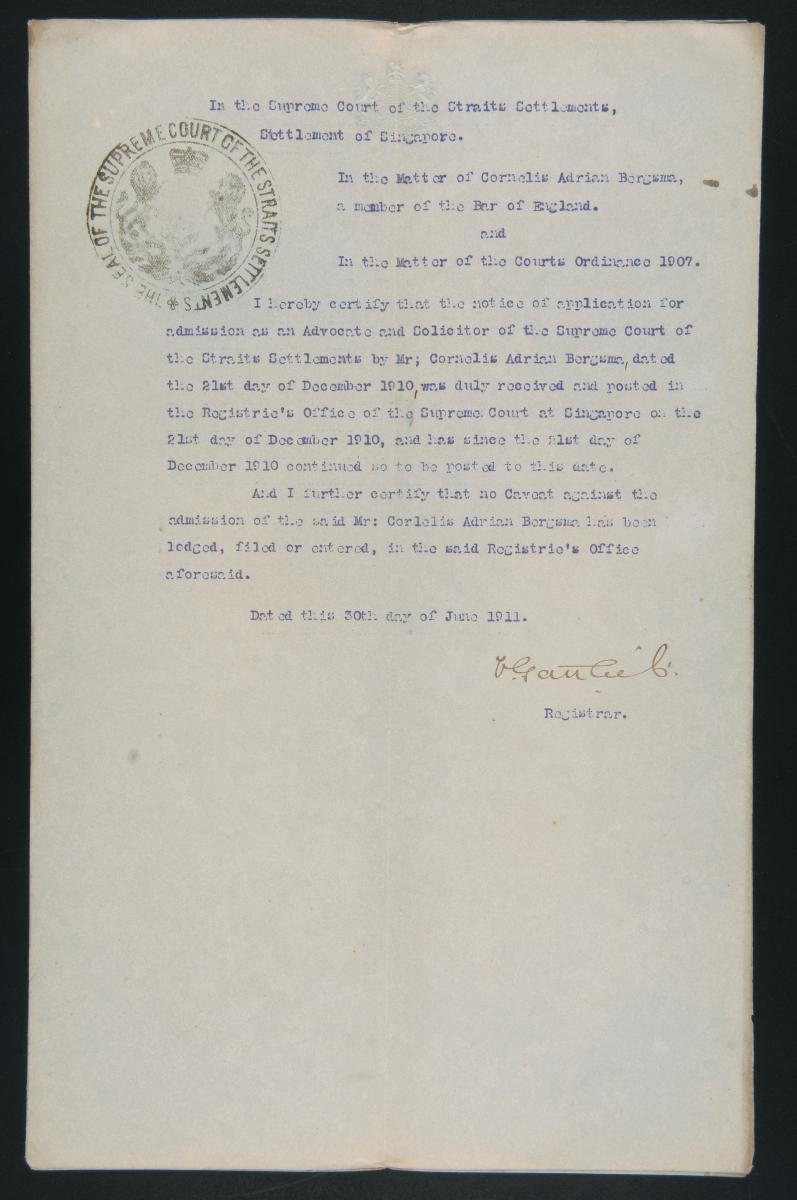 In the Supreme Court of the Straits Settlements,
Settlement of Singapore.
THE SEAL OF THE SUPREME COURT OF THE STRAITS SETTLEMENTS
In the Matter of Cornelis Adrian Bergsma,
a member of the Bar of England.
and
In the Matter of the Courts Ordinance 1907.
I hereby certify that the notice of application for
admission as an Advocate and Solicitor of the Supreme Court of
the Straits Settlements by Mr; Cornelis Adrian Bergsma, dated
the 21st day of December 1910, was duly received and posted in
the Registrie's Office of the Supreme Court at Singapore on the
21st day of December 1910, and has since the 21st day of
December 1910 continued so to be posted to this date.
And I further certify that no Caveat against the
admission of the said Mr: Corlelis Adrian Bergsma has been
lodged, filed or entered, in the said Registrie's Office
aforesaid.
Dated this 30th day of June 1911.
Registrar.